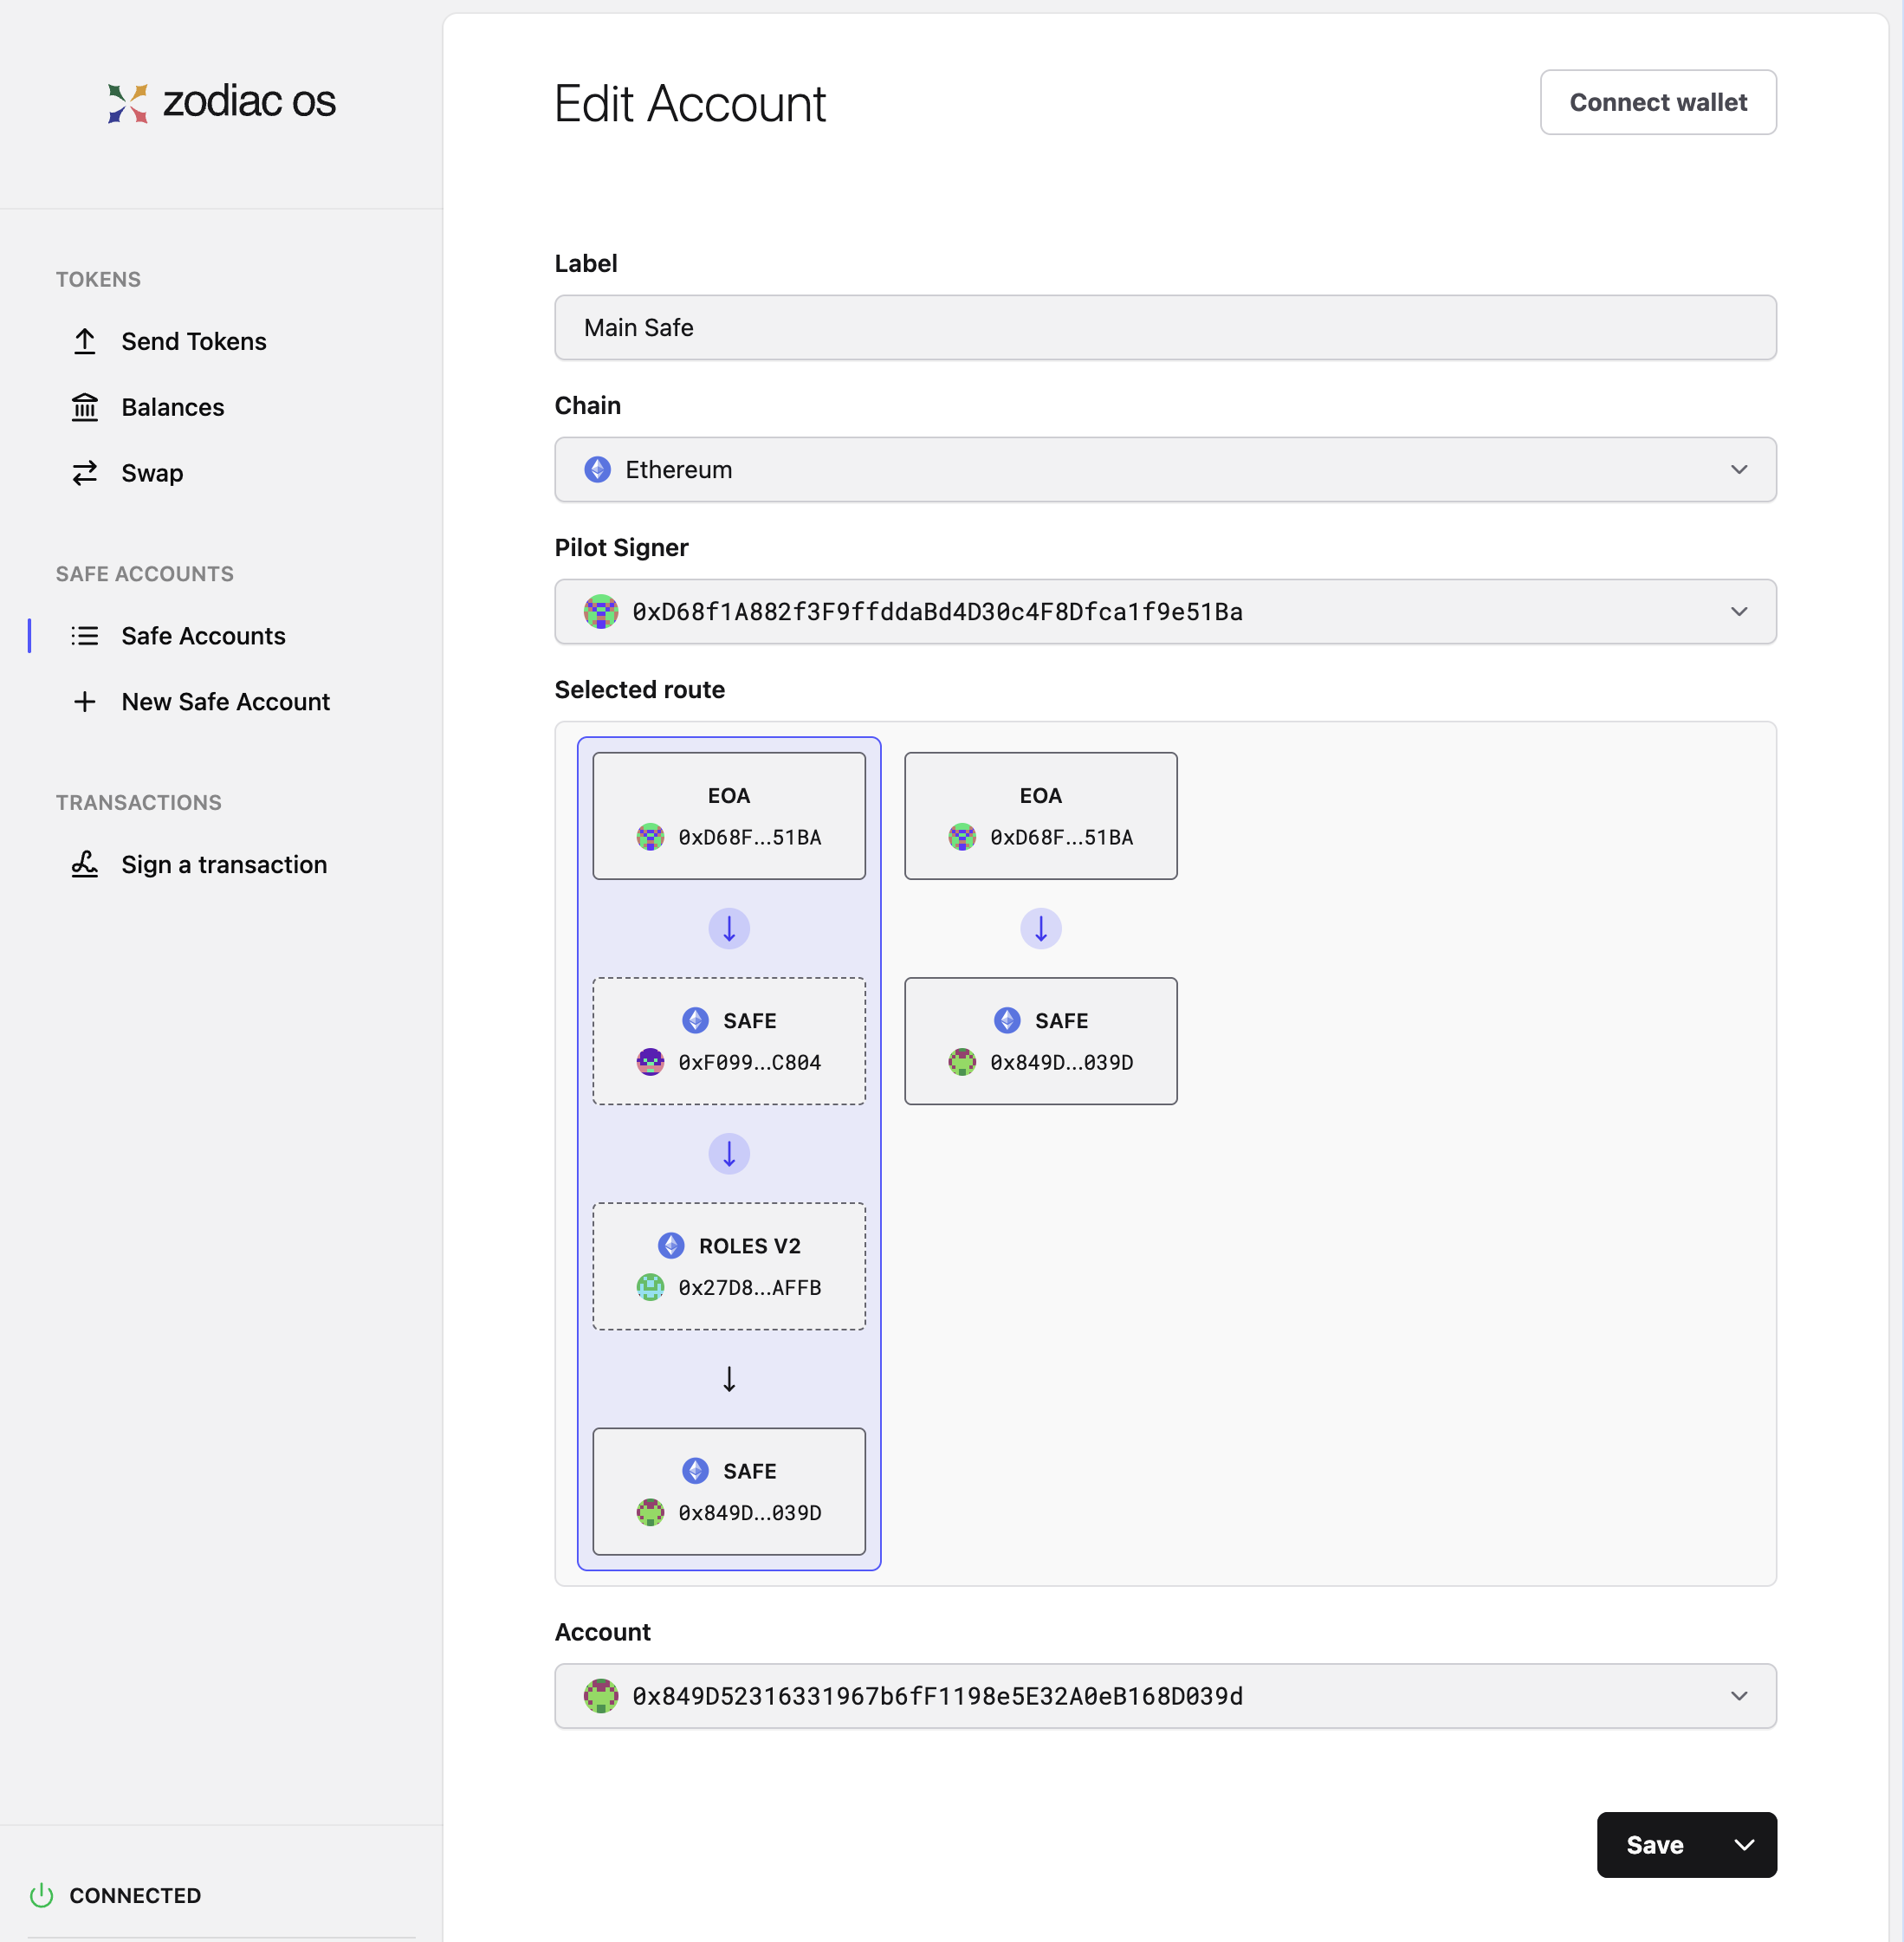 zodiac os
TOKENS
Send Tokens
Balances
Swap
SAFE ACCOUNTS
Safe Accounts
New Safe Account
TRANSACTIONS
Sign a transaction
CONNECTED
Edit Account
Connect wallet
Label
Main Safe
Chain
Ethereum
Pilot Signer
0xD68f1A882f3F9ffddaBd4D30c4F8Dfca1f9e51Ba
Selected route
EOA
0xD68F...51BA
SAFE
0xF099...C804
ROLES V2
0x27D8...AFFB
SAFE
0x849D...039D
EOA
0xD68F...51BA
SAFE
0x849D...039D
Account
0x849D52316331967b6fF1198e5E32A0eB168D039d
Save